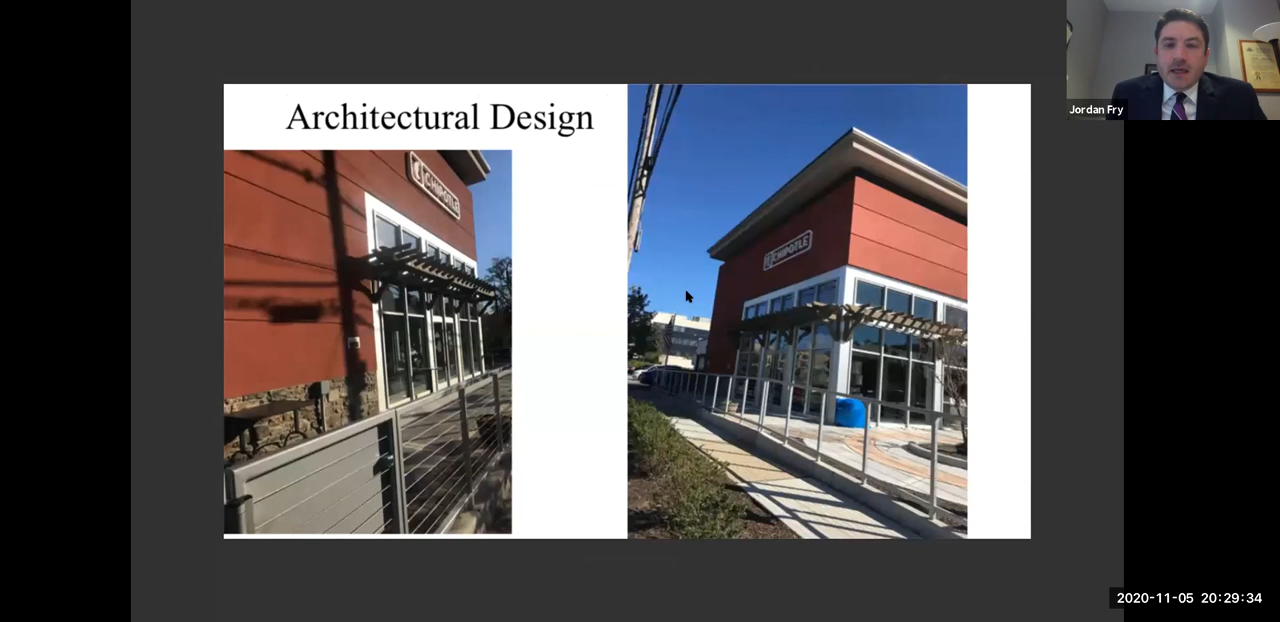 Architectural Design
CHIPOTLE
CHIPOTLE
Jordan Fry
2020-11-05 20:29:34